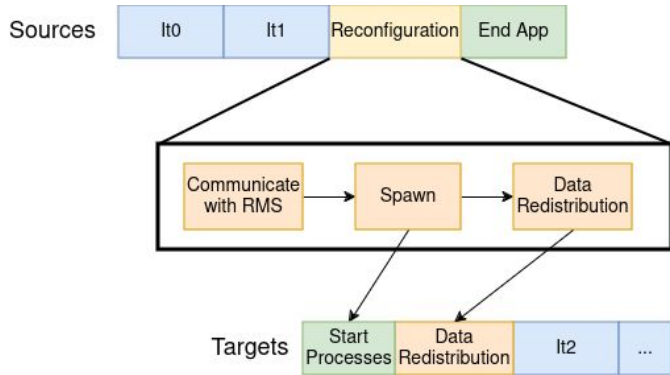 Sources
It0
It1
Reconfiguration
End App
Communicate
with RMS
Spawn
Data
Redistribution
Targets
Start
Processes
Data
Redistribution
It2
...